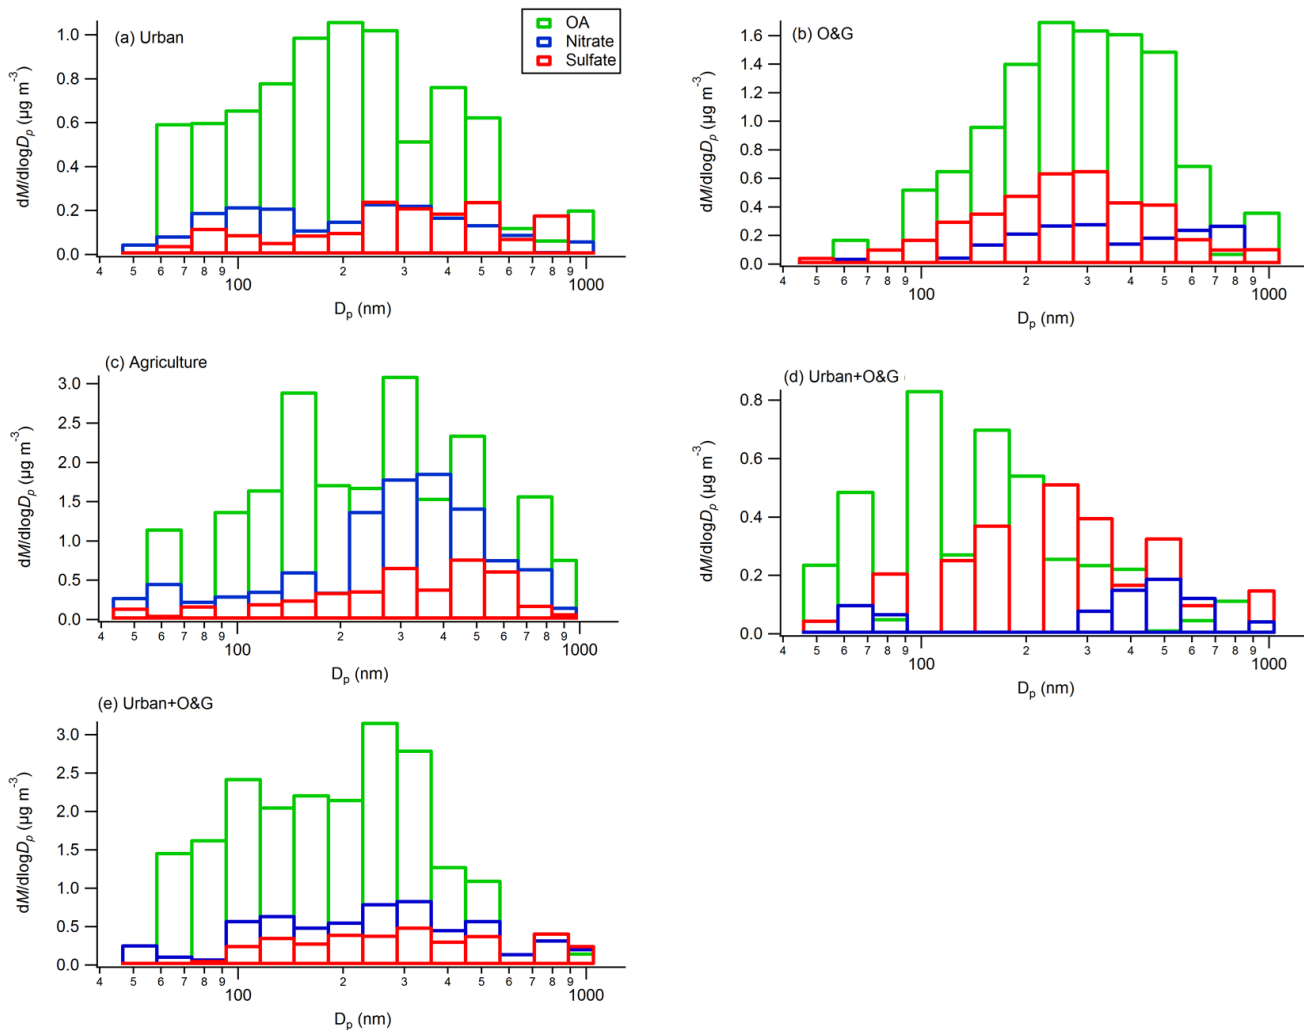 (a) Urban
OA
Nitrate
Sulfate
dM/dlogDp (µg m⁻³)
1.0
0.8
0.6
0.4
0.2
0.0
4 5 6 7 8 9 2 3 4 5 6 7 8 9
100 1000
Dp (nm)
(b) O&G
dM/dlogDp (µg m⁻³)
1.6
1.4
1.2
1.0
0.8
0.6
0.4
0.2
0.0
4 5 6 7 8 9 2 3 4 5 6 7 8 9
100 1000
Dp (nm)
(c) Agriculture
dM/dlogDp (µg m⁻³)
3.0
2.5
2.0
1.5
1.0
0.5
0.0
4 5 6 7 8 9 2 3 4 5 6 7 8 9
100 1000
Dp (nm)
(d) Urban+O&G
dM/dlogDp (µg m⁻³)
0.8
0.6
0.4
0.2
0.0
4 5 6 7 8 9 2 3 4 5 6 7 8 9
100 1000
Dp (nm)
(e) Urban+O&G
dM/dlogDp (µg m⁻³)
3.0
2.5
2.0
1.5
1.0
0.5
0.0
4 5 6 7 8 9 2 3 4 5 6 7 8 9
100 1000
Dp (nm)